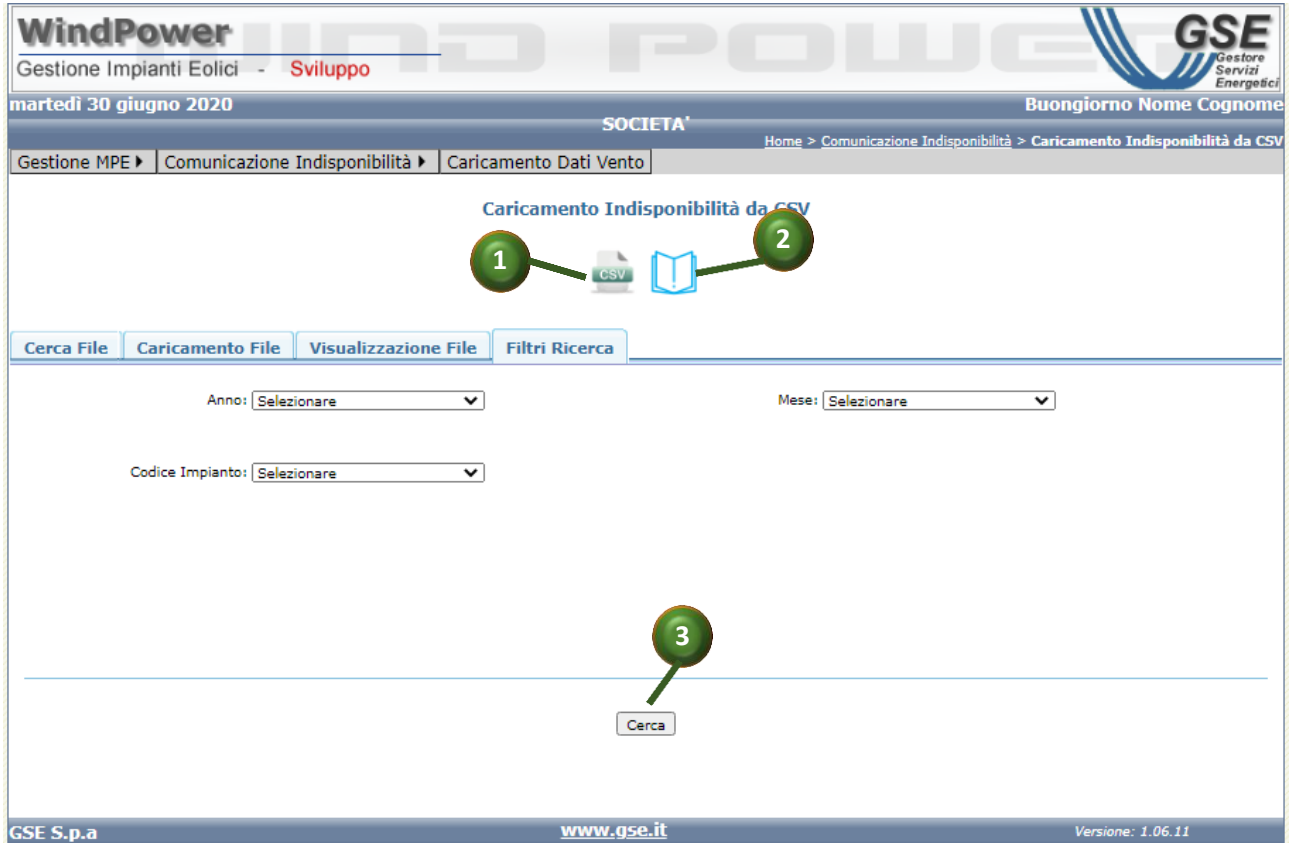 WindPower
WIND POWER
Gestione Impianti Eolici - Sviluppo
GSE
Gestore
Servizi
Energetici
martedì 30 giugno 2020
Buongiorno Nome Cognome
SOCIETA'
Home > Comunicazione Indisponibilità > Caricamento Indisponibilità da CSV
Gestione MPE Comunicazione Indisponibilità Caricamento Dati Vento
Caricamento Indisponibilità da CSV
1
CSV
2
Cerca File Caricamento File Visualizzazione File Filtri Ricerca
Anno: Selezionare
Mese: Selezionare
Codice Impianto: Selezionare
3
Cerca
GSE S.p.a
www.gse.it
Versione: 1.06.11